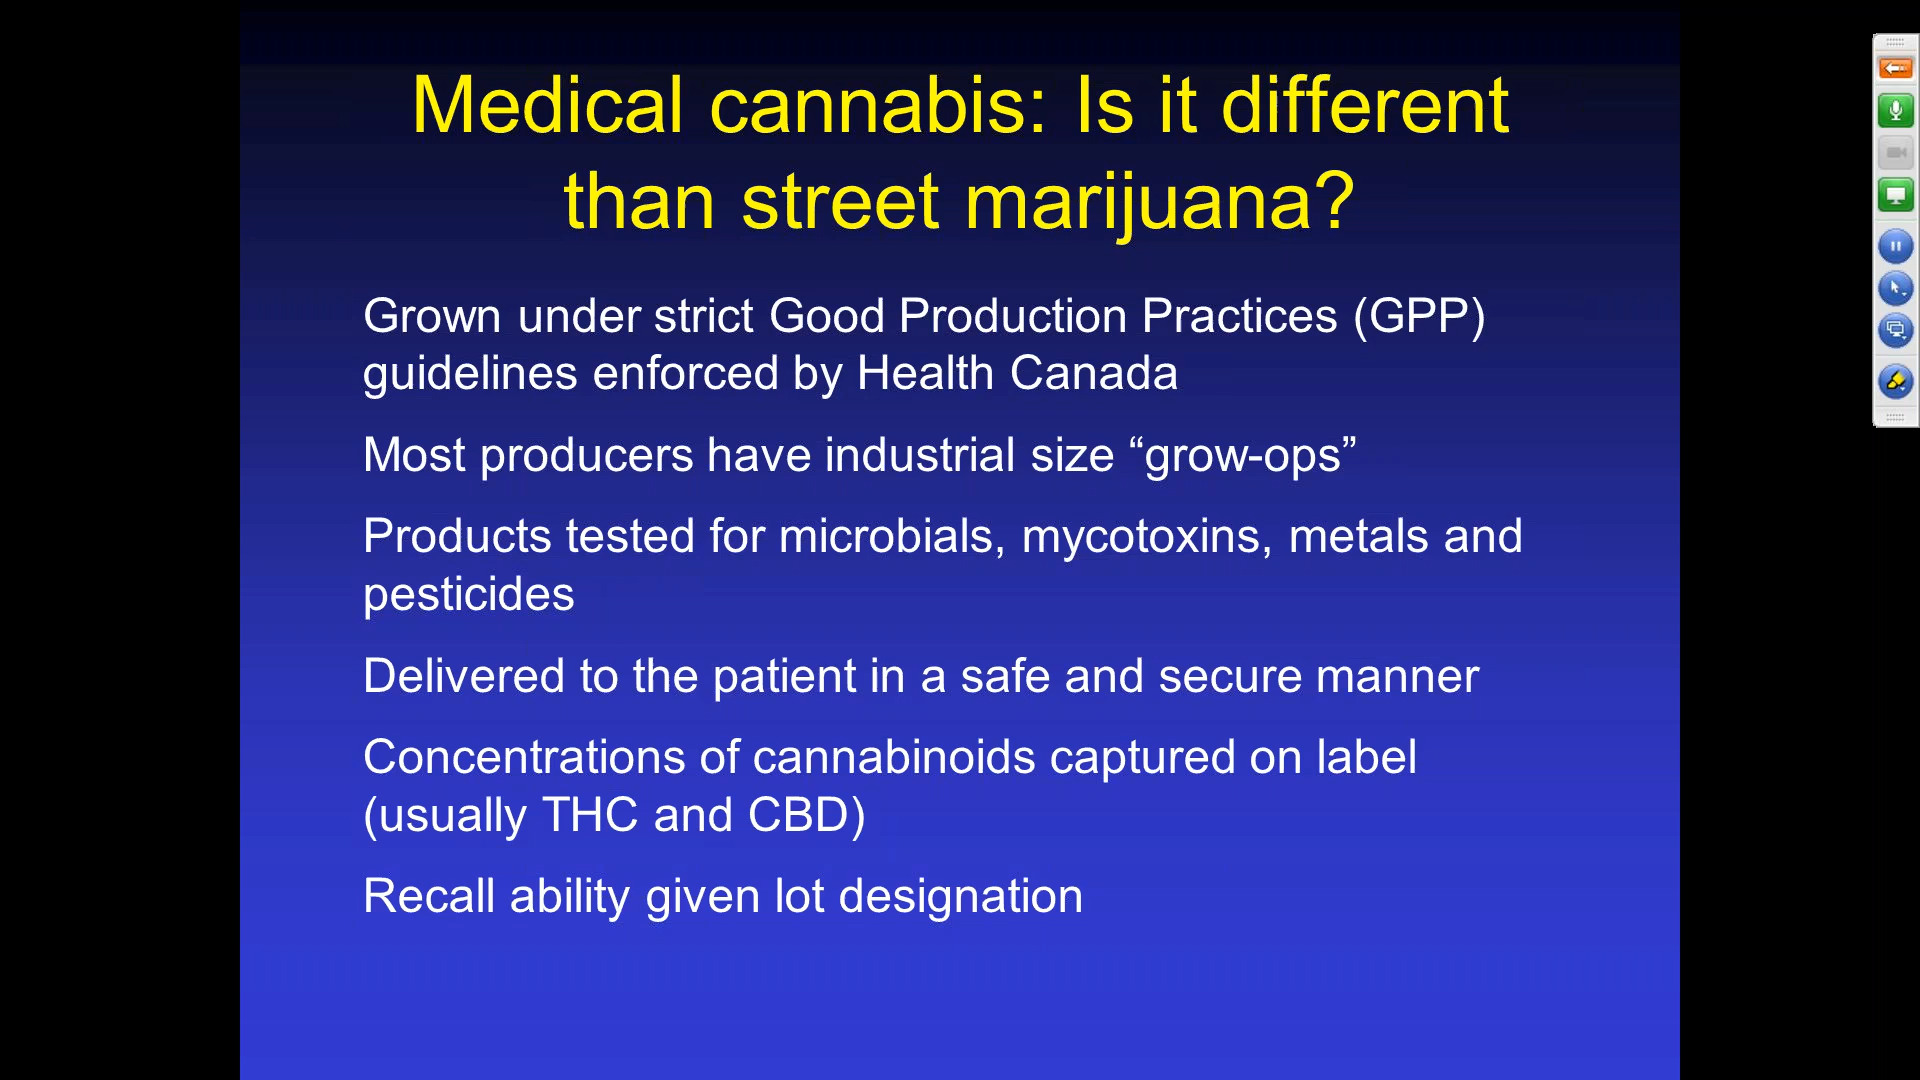 Medical cannabis: Is it different
than street marijuana?
Grown under strict Good Production Practices (GPP)
guidelines enforced by Health Canada
Most producers have industrial size “grow-ops”
Products tested for microbials, mycotoxins, metals and
pesticides
Delivered to the patient in a safe and secure manner
Concentrations of cannabinoids captured on label
(usually THC and CBD)
Recall ability given lot designation